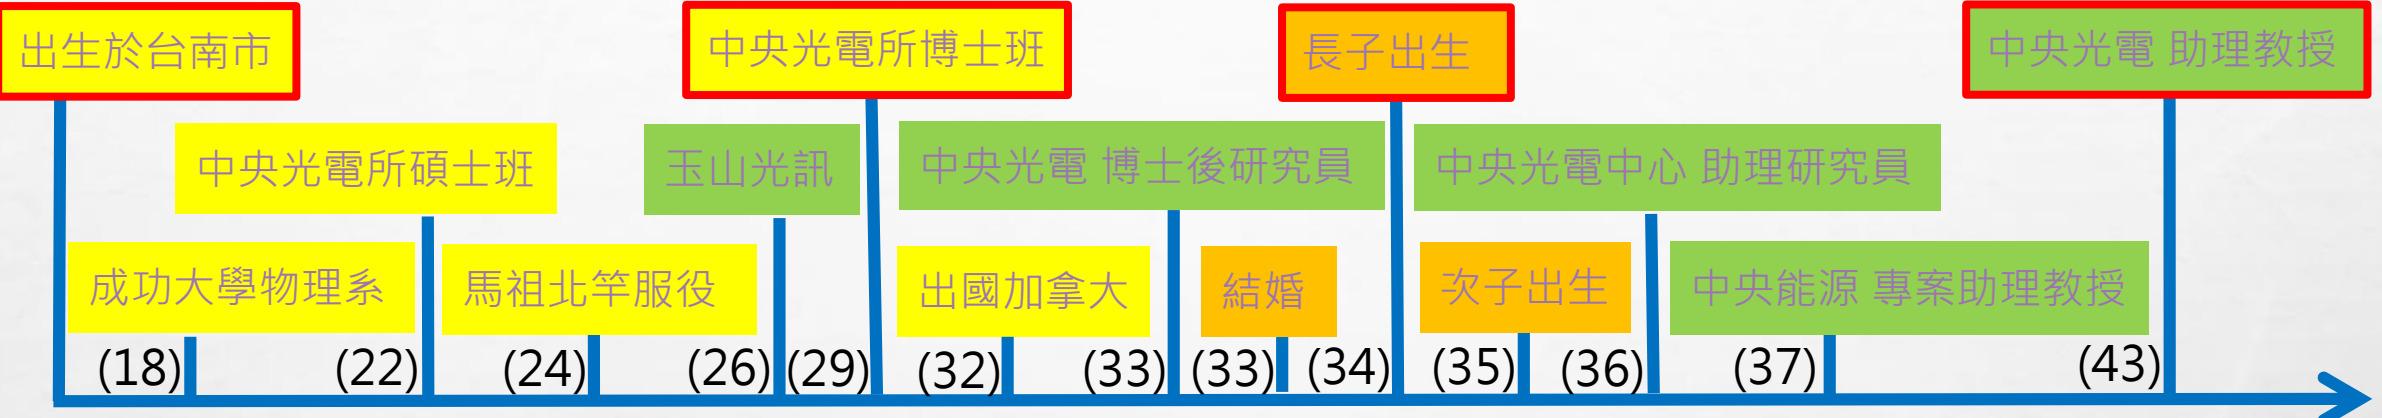 出生於台南市
中央光電所博士班
長子出生
中央光電 助理教授
中央光電所碩士班
玉山光訊
中央光電 博士後研究員
中央光電中心 助理研究員
成功大學物理系
馬祖北竿服役
出國加拿大
結婚
次子出生
中央能源 專案助理教授
(18)
(22)
(24)
(26)
(29)
(32)
(33)
(33)
(34)
(35)
(36)
(37)
(43)